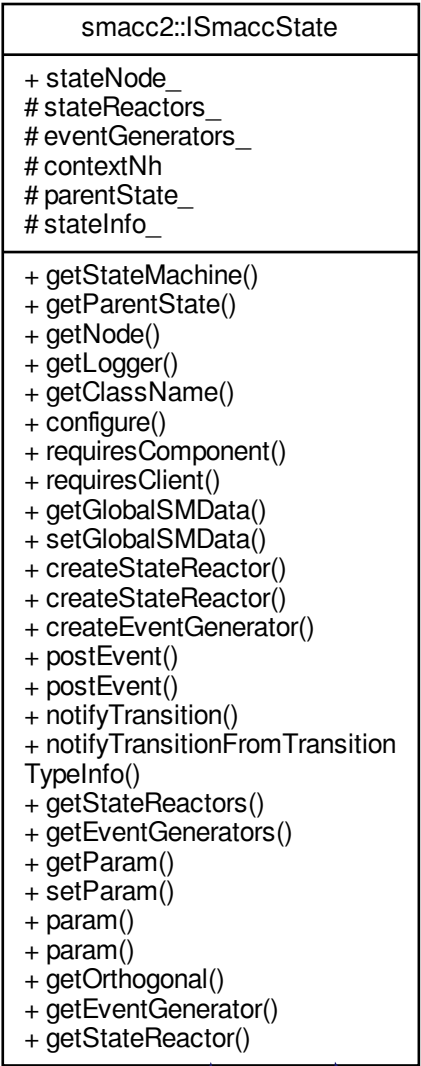 smacc2::ISmaccState
+ stateNode_
# stateReactors_
# eventGenerators_
# contextNh
# parentState_
# stateInfo_
+ getStateMachine()
+ getParentState()
+ getNode()
+ getLogger()
+ getClassName()
+ configure()
+ requiresComponent()
+ requiresClient()
+ getGlobalSMData()
+ setGlobalSMData()
+ createStateReactor()
+ createStateReactor()
+ createEventGenerator()
+ postEvent()
+ postEvent()
+ notifyTransition()
+ notifyTransitionFromTransition
TypeInfo()
+ getStateReactors()
+ getEventGenerators()
+ getParam()
+ setParam()
+ param()
+ param()
+ getOrthogonal()
+ getEventGenerator()
+ getStateReactor()